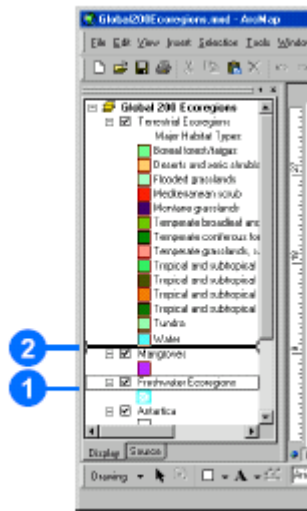 Global200Ecoregions.mxd - ArcMap
File Edit View Insert Selection Tools Window
Global 200 Ecoregions
Terrestrial Ecoregions
Major Habitat Types
Boreal forest/taigas
Deserts and xeric shrubla
Flooded grasslands
Mediterranean scrub
Montane grasslands
Temperate broadleaf anc
Temperate coniferous for
Temperate grasslands, s
Tropical and subtropical
Tropical and subtropical
Tropical and subtropical
Tropical and subtropical
Tundra
Water
2
Mangroves
1
Freshwater Ecoregions
Antartica
Display Source
Drawing A